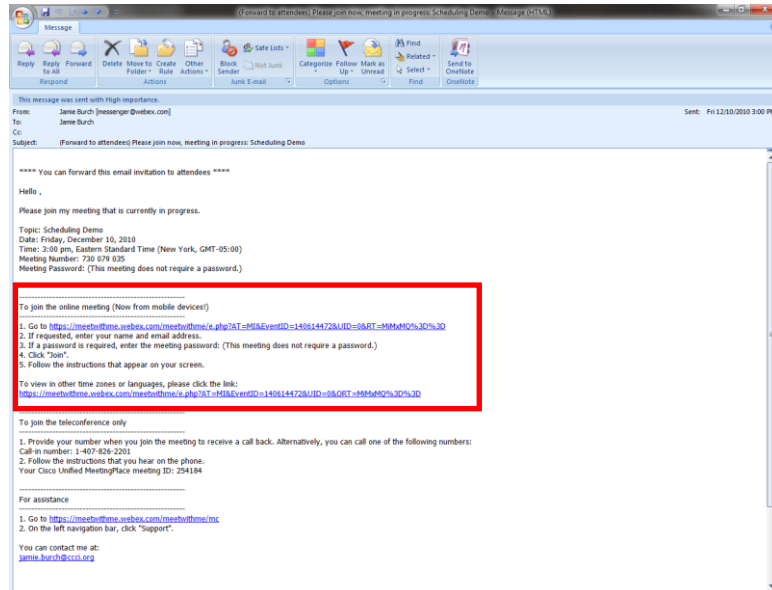 (Forward to attendees) Please join now, meeting in progress: Scheduling Demo - Message (HTML)
Message
Reply Reply to All Forward Delete Move to Folder Create Rule Other Actions Block Sender Safe Lists Not Junk Categorize Follow Up Mark as Unread Find Related Select Send to OneNote
Respond Actions Junk E-mail Options Find OneNote
This message was sent with High importance.
From: Jamie Burch [messenger@webex.com] Sent: Fri 12/10/2010 3:00 PM
To: Jamie Burch
Cc:
Subject: (Forward to attendees) Please join now, meeting in progress: Scheduling Demo
**** You can forward this email invitation to attendees ****
Hello ,
Please join my meeting that is currently in progress.
Topic: Scheduling Demo
Date: Friday, December 10, 2010
Time: 3:00 pm, Eastern Standard Time (New York, GMT-05:00)
Meeting Number: 730 079 035
Meeting Password: (This meeting does not require a password.)
-------------------------------------------------------
To join the online meeting (Now from mobile devices!)
-------------------------------------------------------
1. Go to https://meetwithme.webex.com/meetwithme/e.php?AT=MI&EventID=140614472&UID=0&RT=MiMxMQ%3D%3D
2. If requested, enter your name and email address.
3. If a password is required, enter the meeting password: (This meeting does not require a password.)
4. Click "Join".
5. Follow the instructions that appear on your screen.
To view in other time zones or languages, please click the link:
https://meetwithme.webex.com/meetwithme/e.php?AT=MI&EventID=140614472&UID=0&ORT=MiMxMQ%3D%3D
-------------------------------------------------------
To join the teleconference only
-------------------------------------------------------
1. Provide your number when you join the meeting to receive a call back. Alternatively, you can call one of the following numbers:
Call-in number: 1-407-826-2201
2. Follow the instructions that you hear on the phone.
Your Cisco Unified MeetingPlace meeting ID: 254184
-------------------------------------------------------
For assistance
-------------------------------------------------------
1. Go to https://meetwithme.webex.com/meetwithme/mc
2. On the left navigation bar, click "Support".
You can contact me at:
jamie.burch@ccci.org